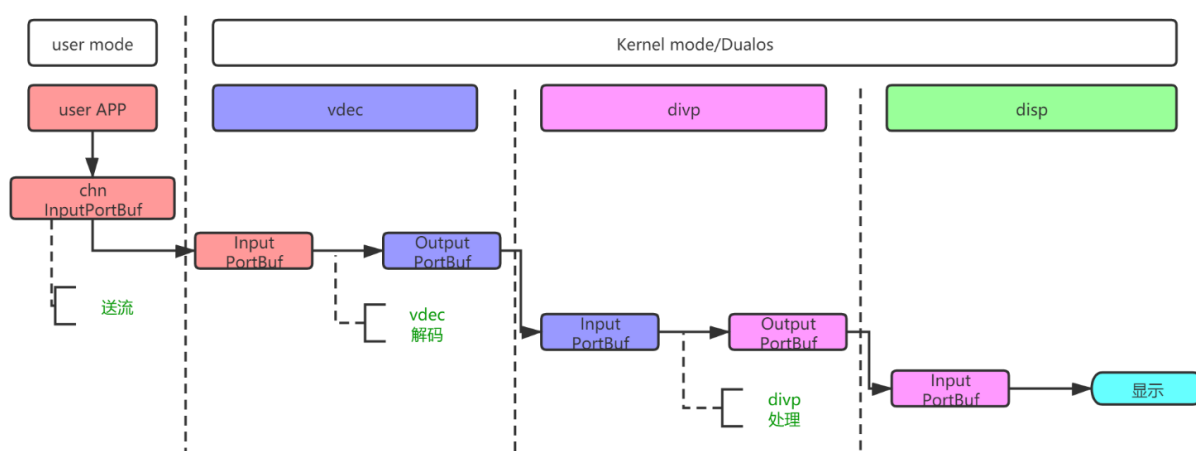 user mode
Kernel mode/Dualos
user APP
vdec
divp
disp
chn
InputPortBuf
Input
PortBuf
Output
PortBuf
送流
vdec
解码
Input
PortBuf
Output
PortBuf
divp
处理
Input
PortBuf
显示